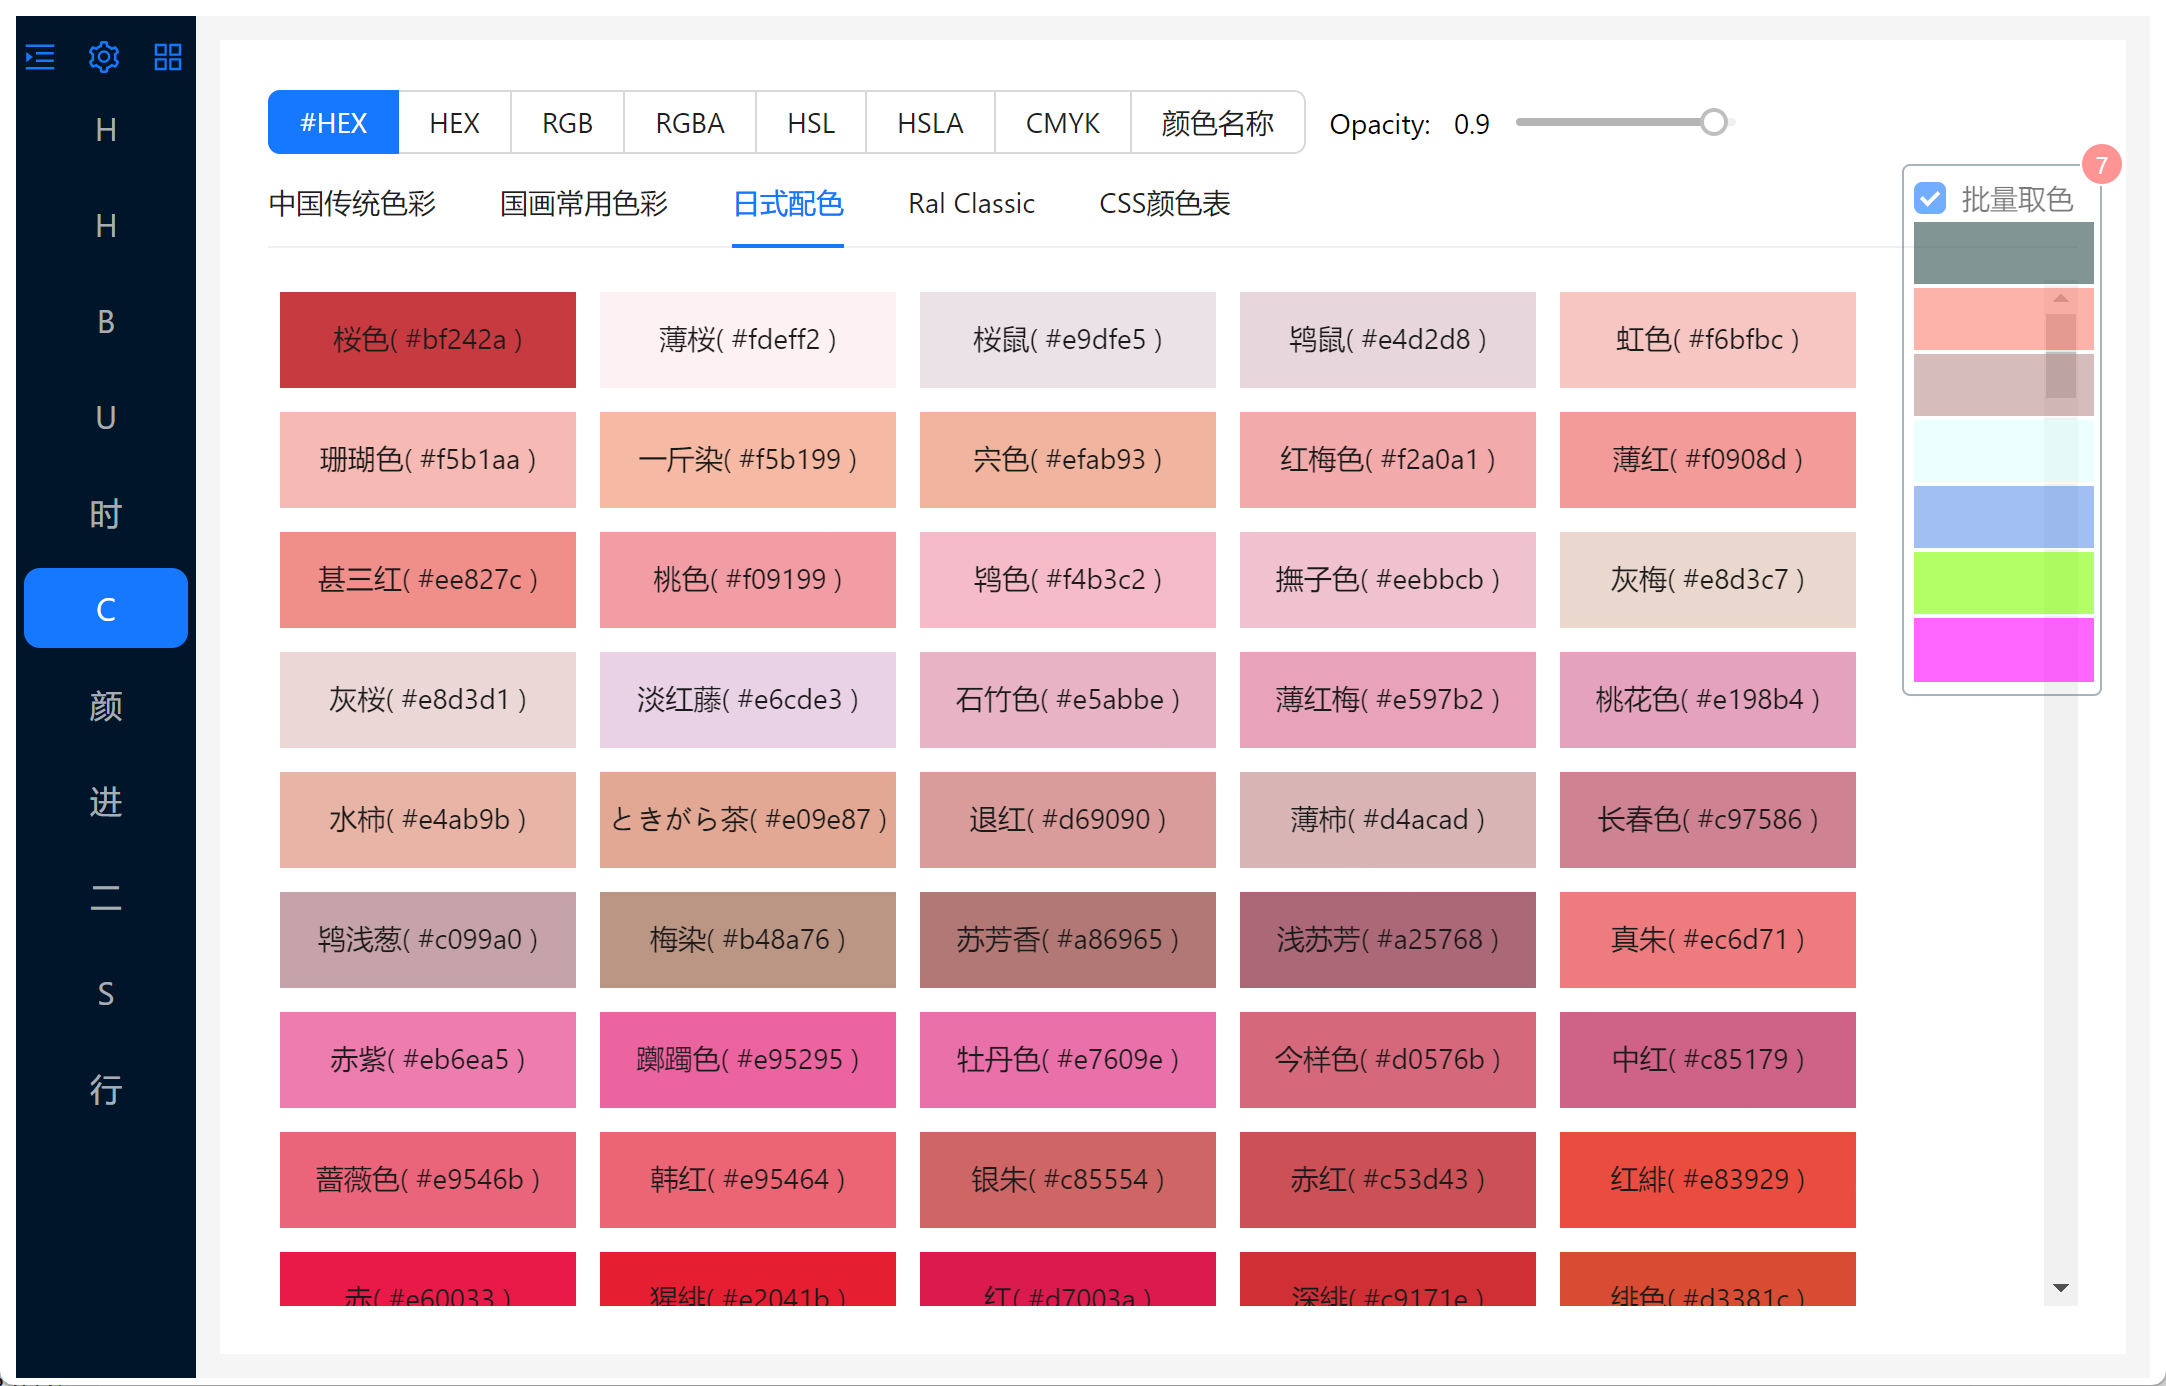 H
H
B
U
时
C
颜
进
二
S
行
#HEX HEX RGB RGBA HSL HSLA CMYK 颜色名称 Opacity: 0.9
7
批量取色
中国传统色彩 国画常用色彩 日式配色 Ral Classic CSS颜色表
桜色( #bf242a ) 薄桜( #fdeff2 ) 桜鼠( #e9dfe5 ) 鸨鼠( #e4d2d8 ) 虹色( #f6bfbc )
珊瑚色( #f5b1aa ) 一斤染( #f5b199 ) 宍色( #efab93 ) 红梅色( #f2a0a1 ) 薄红( #f0908d )
甚三红( #ee827c ) 桃色( #f09199 ) 鸨色( #f4b3c2 ) 撫子色( #eebbcb ) 灰梅( #e8d3c7 )
灰桜( #e8d3d1 ) 淡红藤( #e6cde3 ) 石竹色( #e5abbe ) 薄红梅( #e597b2 ) 桃花色( #e198b4 )
水柿( #e4ab9b ) ときがら茶( #e09e87 ) 退红( #d69090 ) 薄柿( #d4acad ) 长春色( #c97586 )
鸨浅葱( #c099a0 ) 梅染( #b48a76 ) 苏芳香( #a86965 ) 浅苏芳( #a25768 ) 真朱( #ec6d71 )
赤紫( #eb6ea5 ) 躑躅色( #e95295 ) 牡丹色( #e7609e ) 今样色( #d0576b ) 中红( #c85179 )
蔷薇色( #e9546b ) 韩红( #e95464 ) 银朱( #c85554 ) 赤红( #c53d43 ) 红緋( #e83929 )
赤( #e60033 ) 猩緋( #e2041b ) 红( #d7003a ) 深緋( #c9171e ) 绯色( #d3381c )